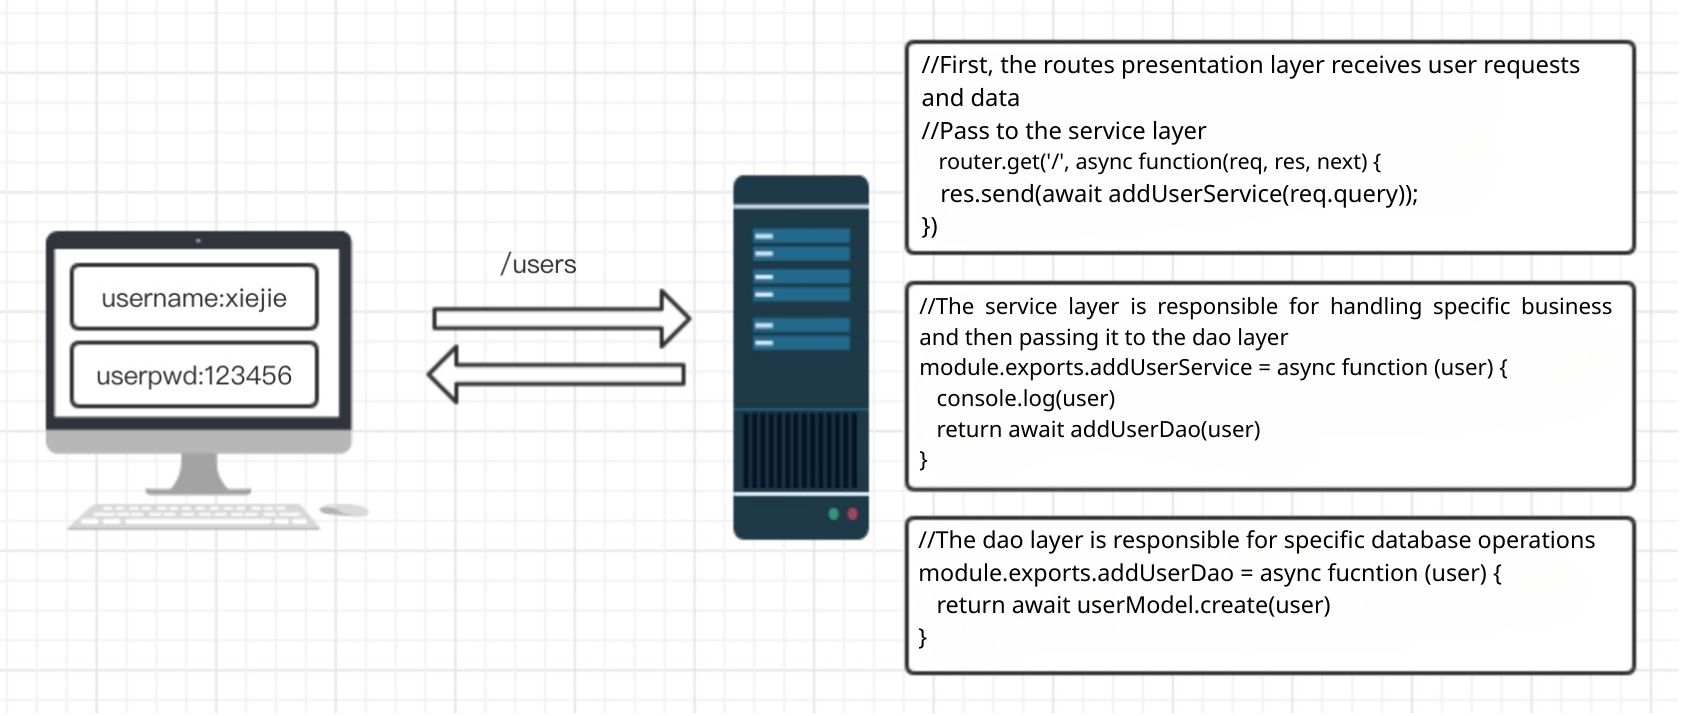 username:xiejie
userpwd:123456
/users
//First, the routes presentation layer receives user requests
and data
//Pass to the service layer
router.get('/', async function(req, res, next) {
res.send(await addUserService(req.query));
})
//The service layer is responsible for handling specific business
and then passing it to the dao layer
module.exports.addUserService = async function (user) {
console.log(user)
return await addUserDao(user)
}
//The dao layer is responsible for specific database operations
module.exports.addUserDao = async fucntion (user) {
return await userModel.create(user)
}